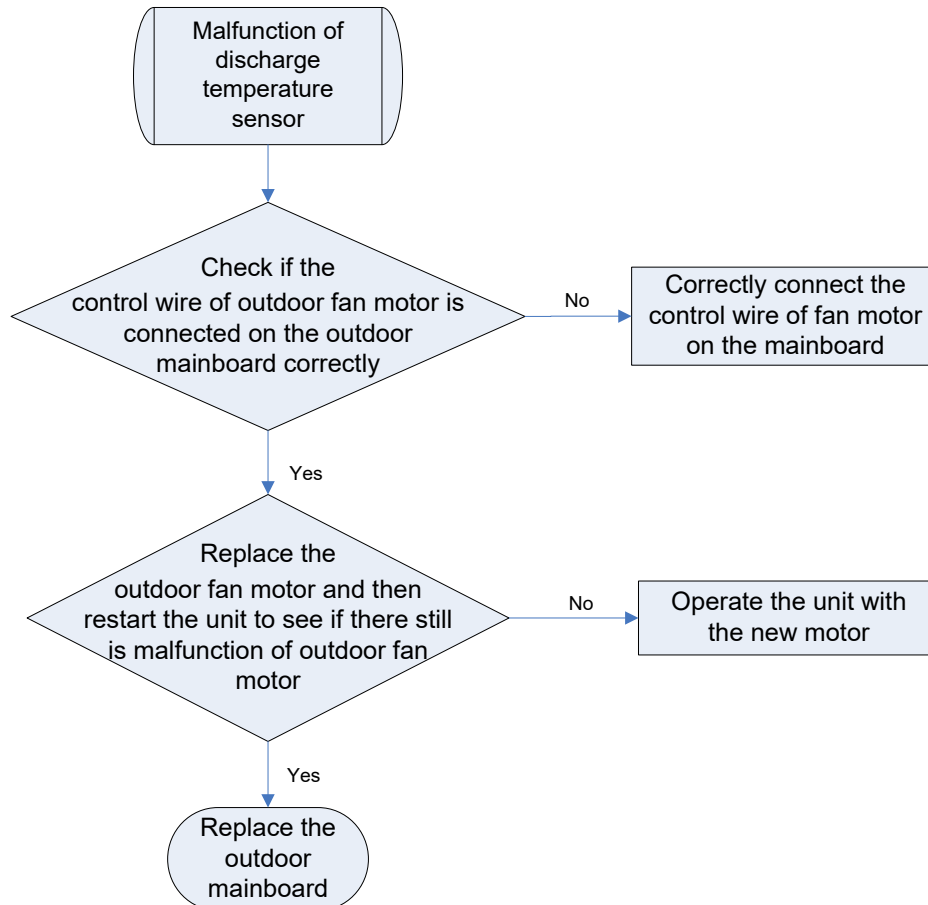 Malfunction of
discharge
temperature
sensor
Check if the
control wire of outdoor fan motor is
connected on the outdoor
mainboard correctly
No
Correctly connect the
control wire of fan motor
on the mainboard
Yes
Replace the
outdoor fan motor and then
restart the unit to see if there still
is malfunction of outdoor fan
motor
No
Operate the unit with
the new motor
Yes
Replace the
outdoor
mainboard